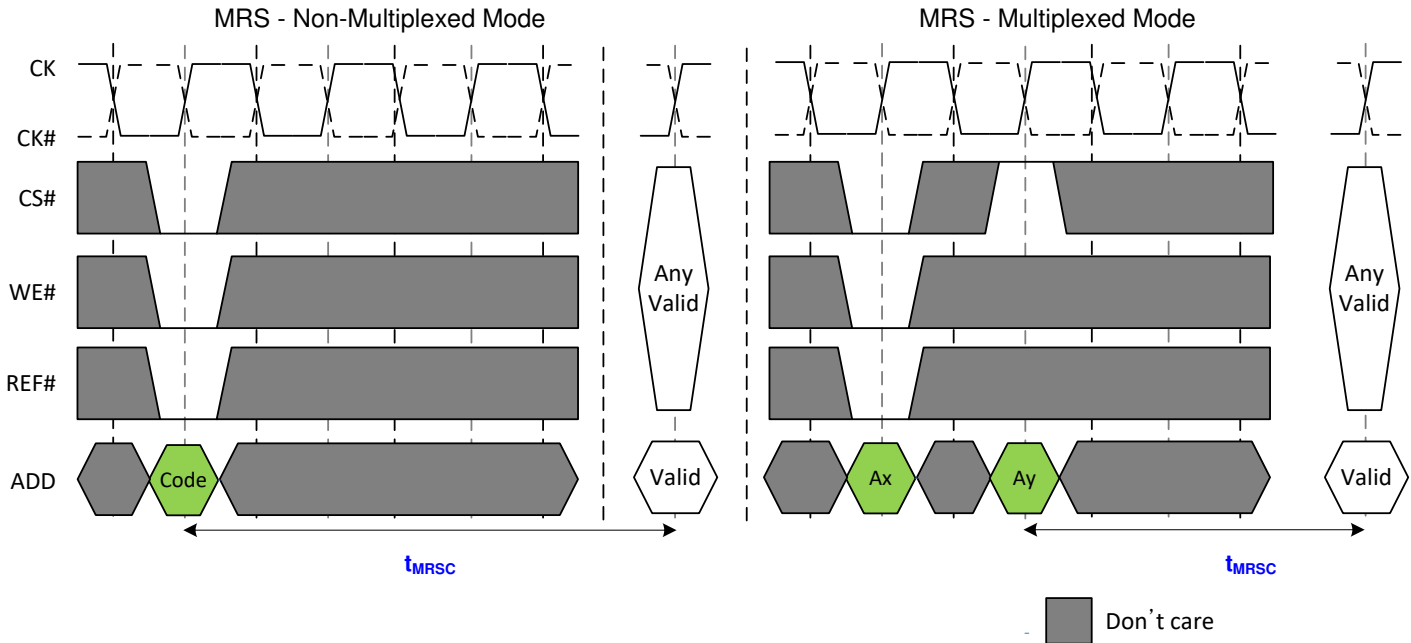 MRS - Non-Multiplexed Mode
MRS - Multiplexed Mode
CK
CK#
CS#
WE#
REF#
ADD
Any
Valid
Any
Valid
Code
Valid
Ax
Ay
Valid
tMRSC
tMRSC
Don't care